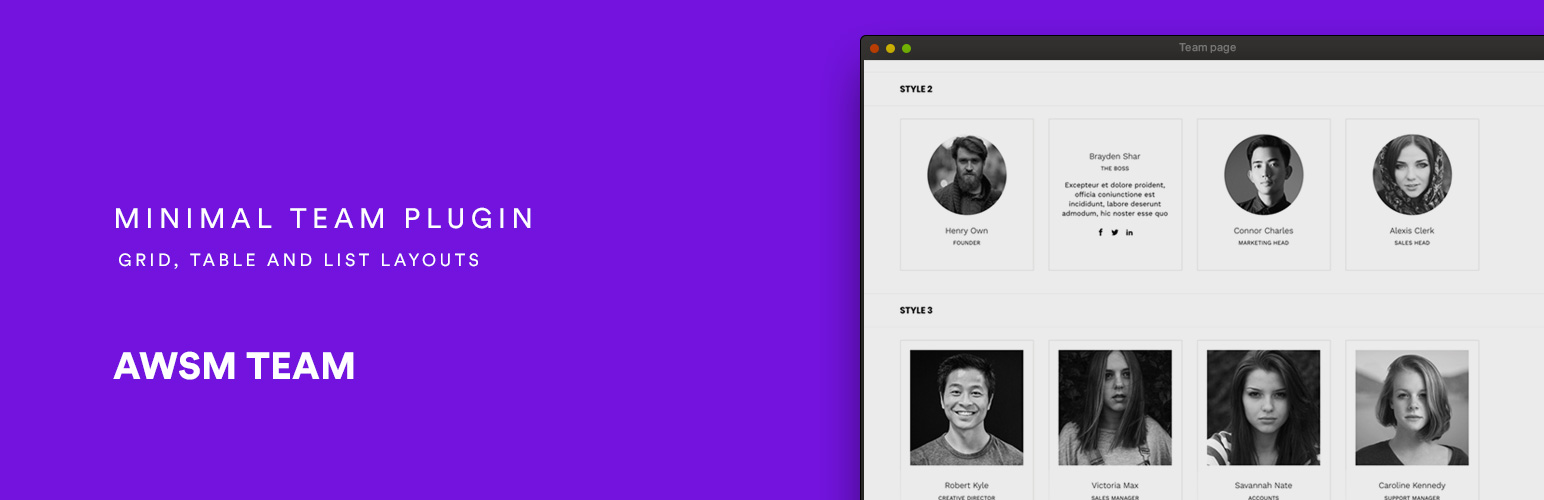 MINIMAL TEAM PLUGIN
GRID, TABLE AND LIST LAYOUTS
AWSM TEAM
Team page
STYLE 2
Henry Own
FOUNDER
Brayden Shar
THE BOSS
Excepteur et dolore proident,
officia coniunctione est
incididunt, labore deserunt
admodum, hic noster esse quo
Connor Charles
MARKETING HEAD
Alexis Clerk
SALES HEAD
STYLE 3
Robert Kyle
CREATIVE DIRECTOR
Victoria Max
SALES MANAGER
Savannah Nate
ACCOUNTS
Caroline Kennedy
SUPPORT MANAGER